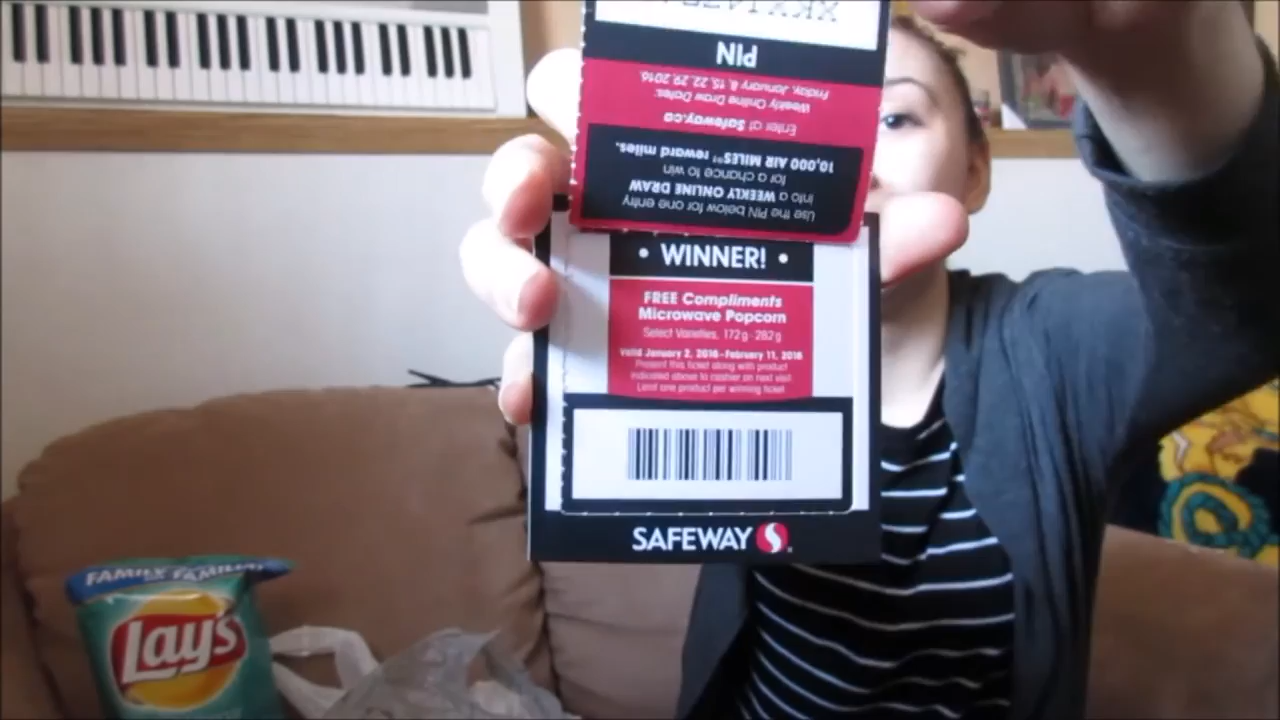 PIN
Friday, January 8, 15, 22, 29, 2016.
Weekly Online Draw Dates:
Enter at Safeway.ca
10,000 AIR MILES®† reward miles.
for a chance to win
into a WEEKLY ONLINE DRAW
Use the PIN below for one entry
• WINNER! •
FREE Compliments
Microwave Popcorn
Select Varieties, 172g-282g
Valid January 2, 2016-February 11, 2016
Present this ticket along with product
indicated above to cashier on next visit
Limit one product per winning ticket
SAFEWAY
FAMILY
FAMILIAL
Lay's